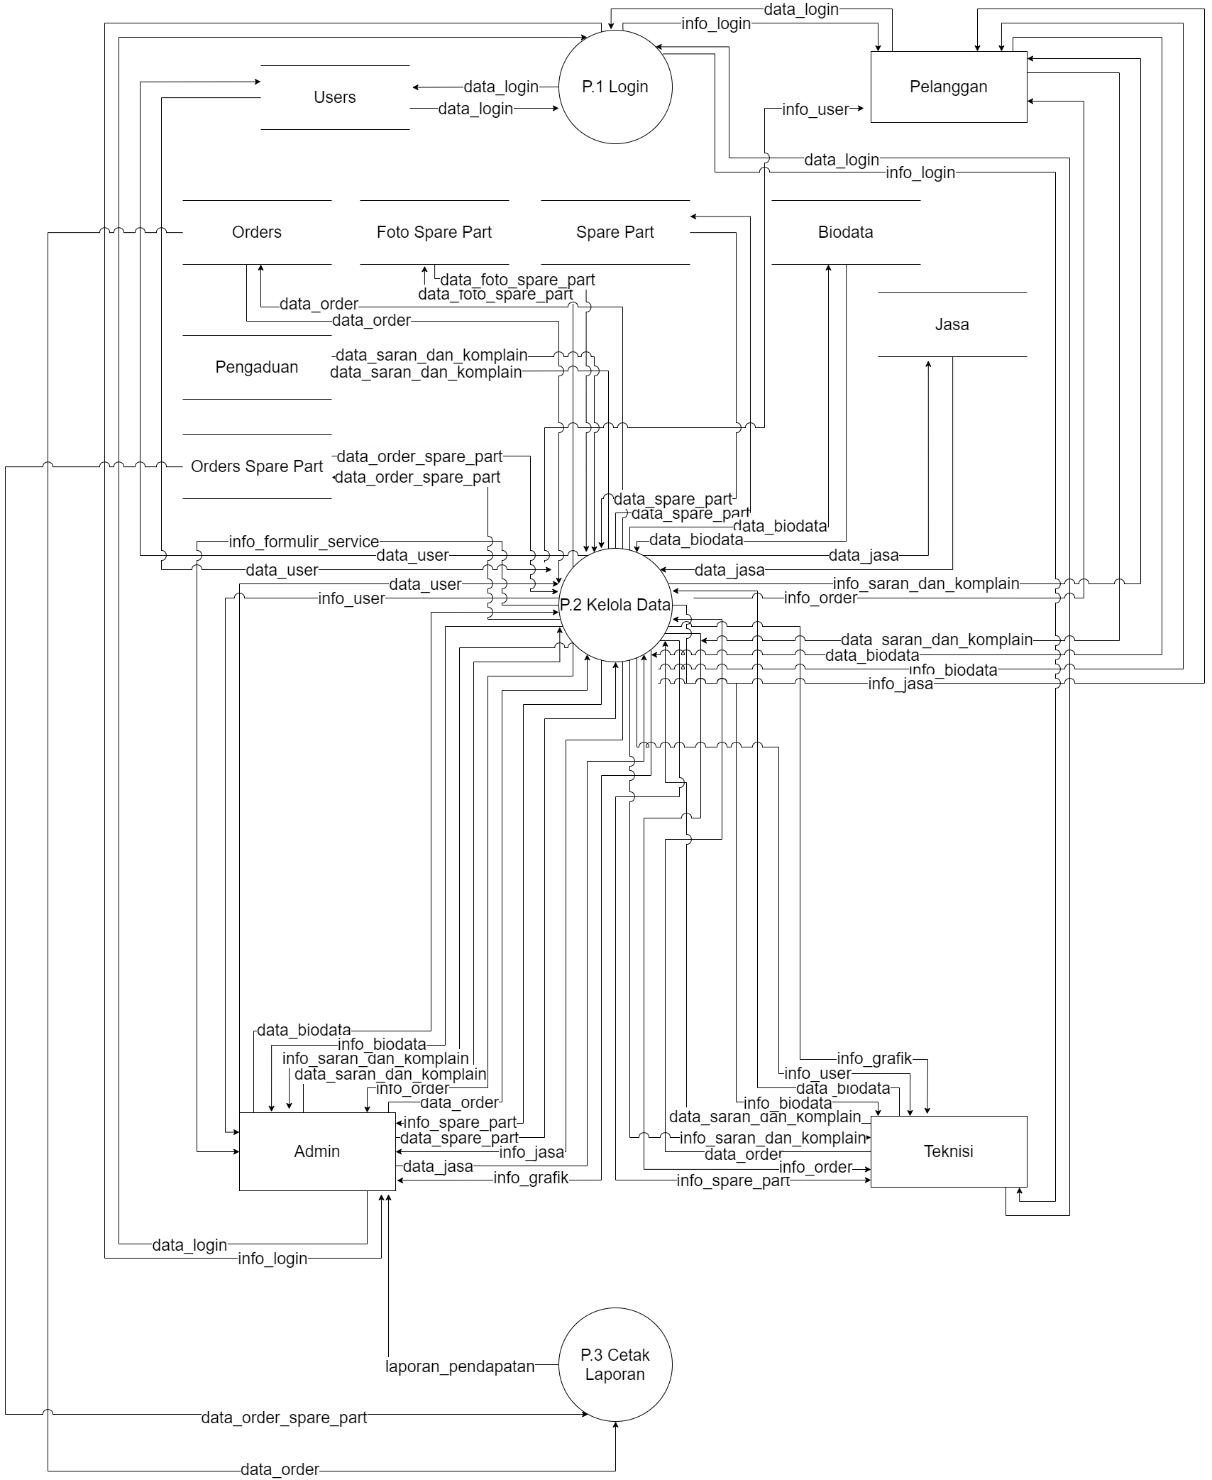 data_login
info_login
Pelanggan
P.1 Login
data_login
Users
data_login
info_user
data_login
info_login
Orders
Foto Spare Part
Spare Part
Biodata
data_foto_spare_part
data_foto_spare_part
data_order
data_order
Jasa
Pengaduan
data_saran_dan_komplain
data_saran_dan_komplain
Orders Spare Part
data_order_spare_part
data_order_spare_part
data_spare_part
data_spare_part
data_biodata
data_biodata
info_formulir_service
data_user
data_jasa
data_user
data_jasa
data_user
info_saran_dan_komplain
info_user
info_order
P.2 Kelola Data
data_saran_dan_komplain
data_biodata
info_biodata
info_jasa
data_biodata
info_biodata
info_saran_dan_komplain
data_saran_dan_komplain
info_order
data_order
info_spare_part
data_spare_part
info_jasa
data_jasa
info_grafik
Admin
info_grafik
info_user
data_biodata
info_biodata
data_saran_dan_komplain
info_saran_dan_komplain
data_order
info_order
info_spare_part
Teknisi
data_login
info_login
P.3 Cetak
Laporan
laporan_pendapatan
data_order_spare_part
data_order